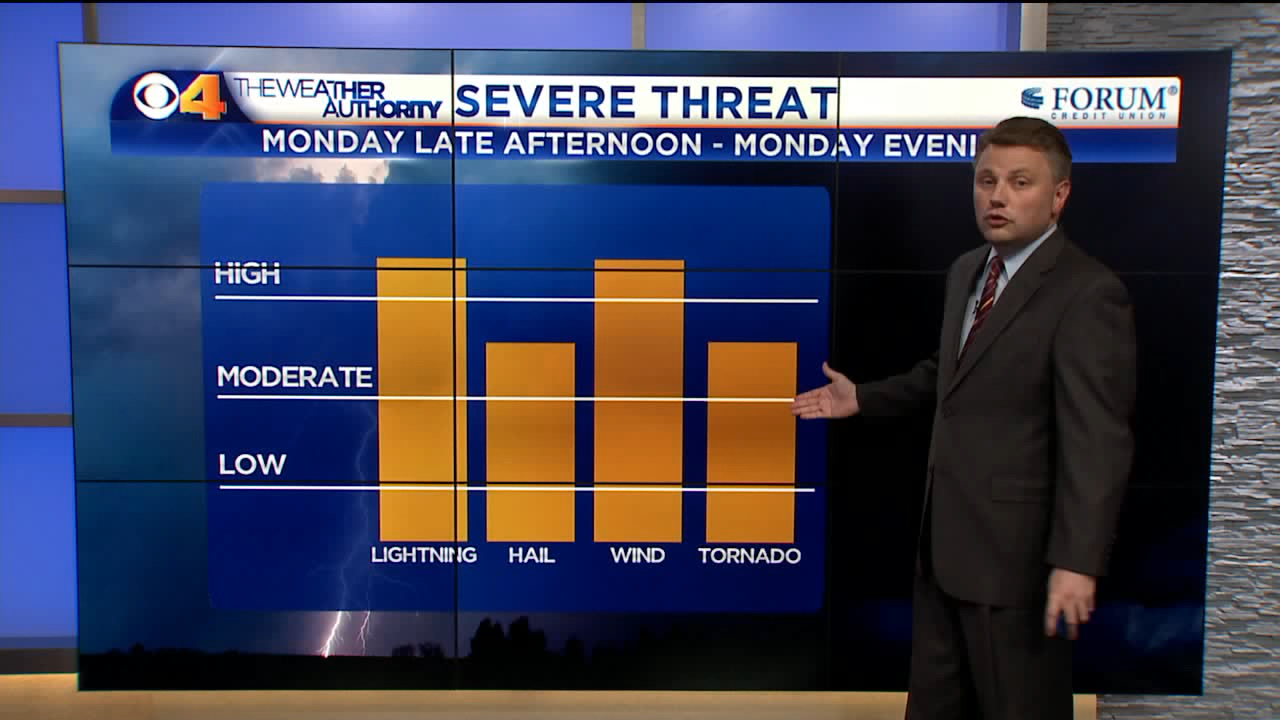 4
THE WEATHER
AUTHORITY
SEVERE THREAT
FORUM®
CREDIT UNION
MONDAY LATE AFTERNOON - MONDAY EVENI
HIGH
MODERATE
LOW
LIGHTNING HAIL WIND TORNADO